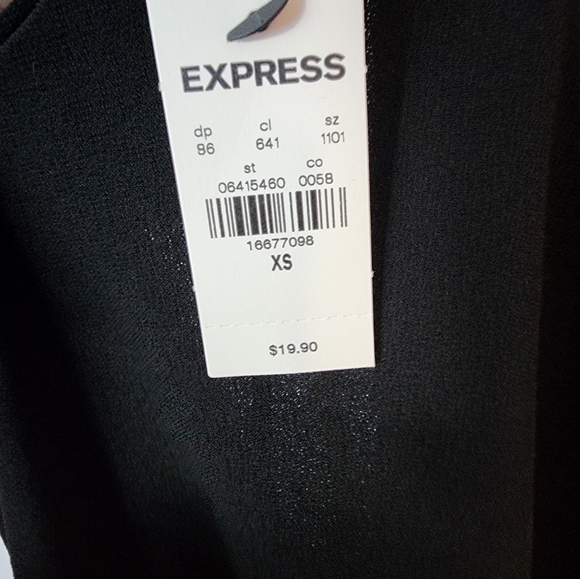 EXPRESS
dp cl sz
86 641 1101
st co
06415460 0058
16677098
XS
$19.90